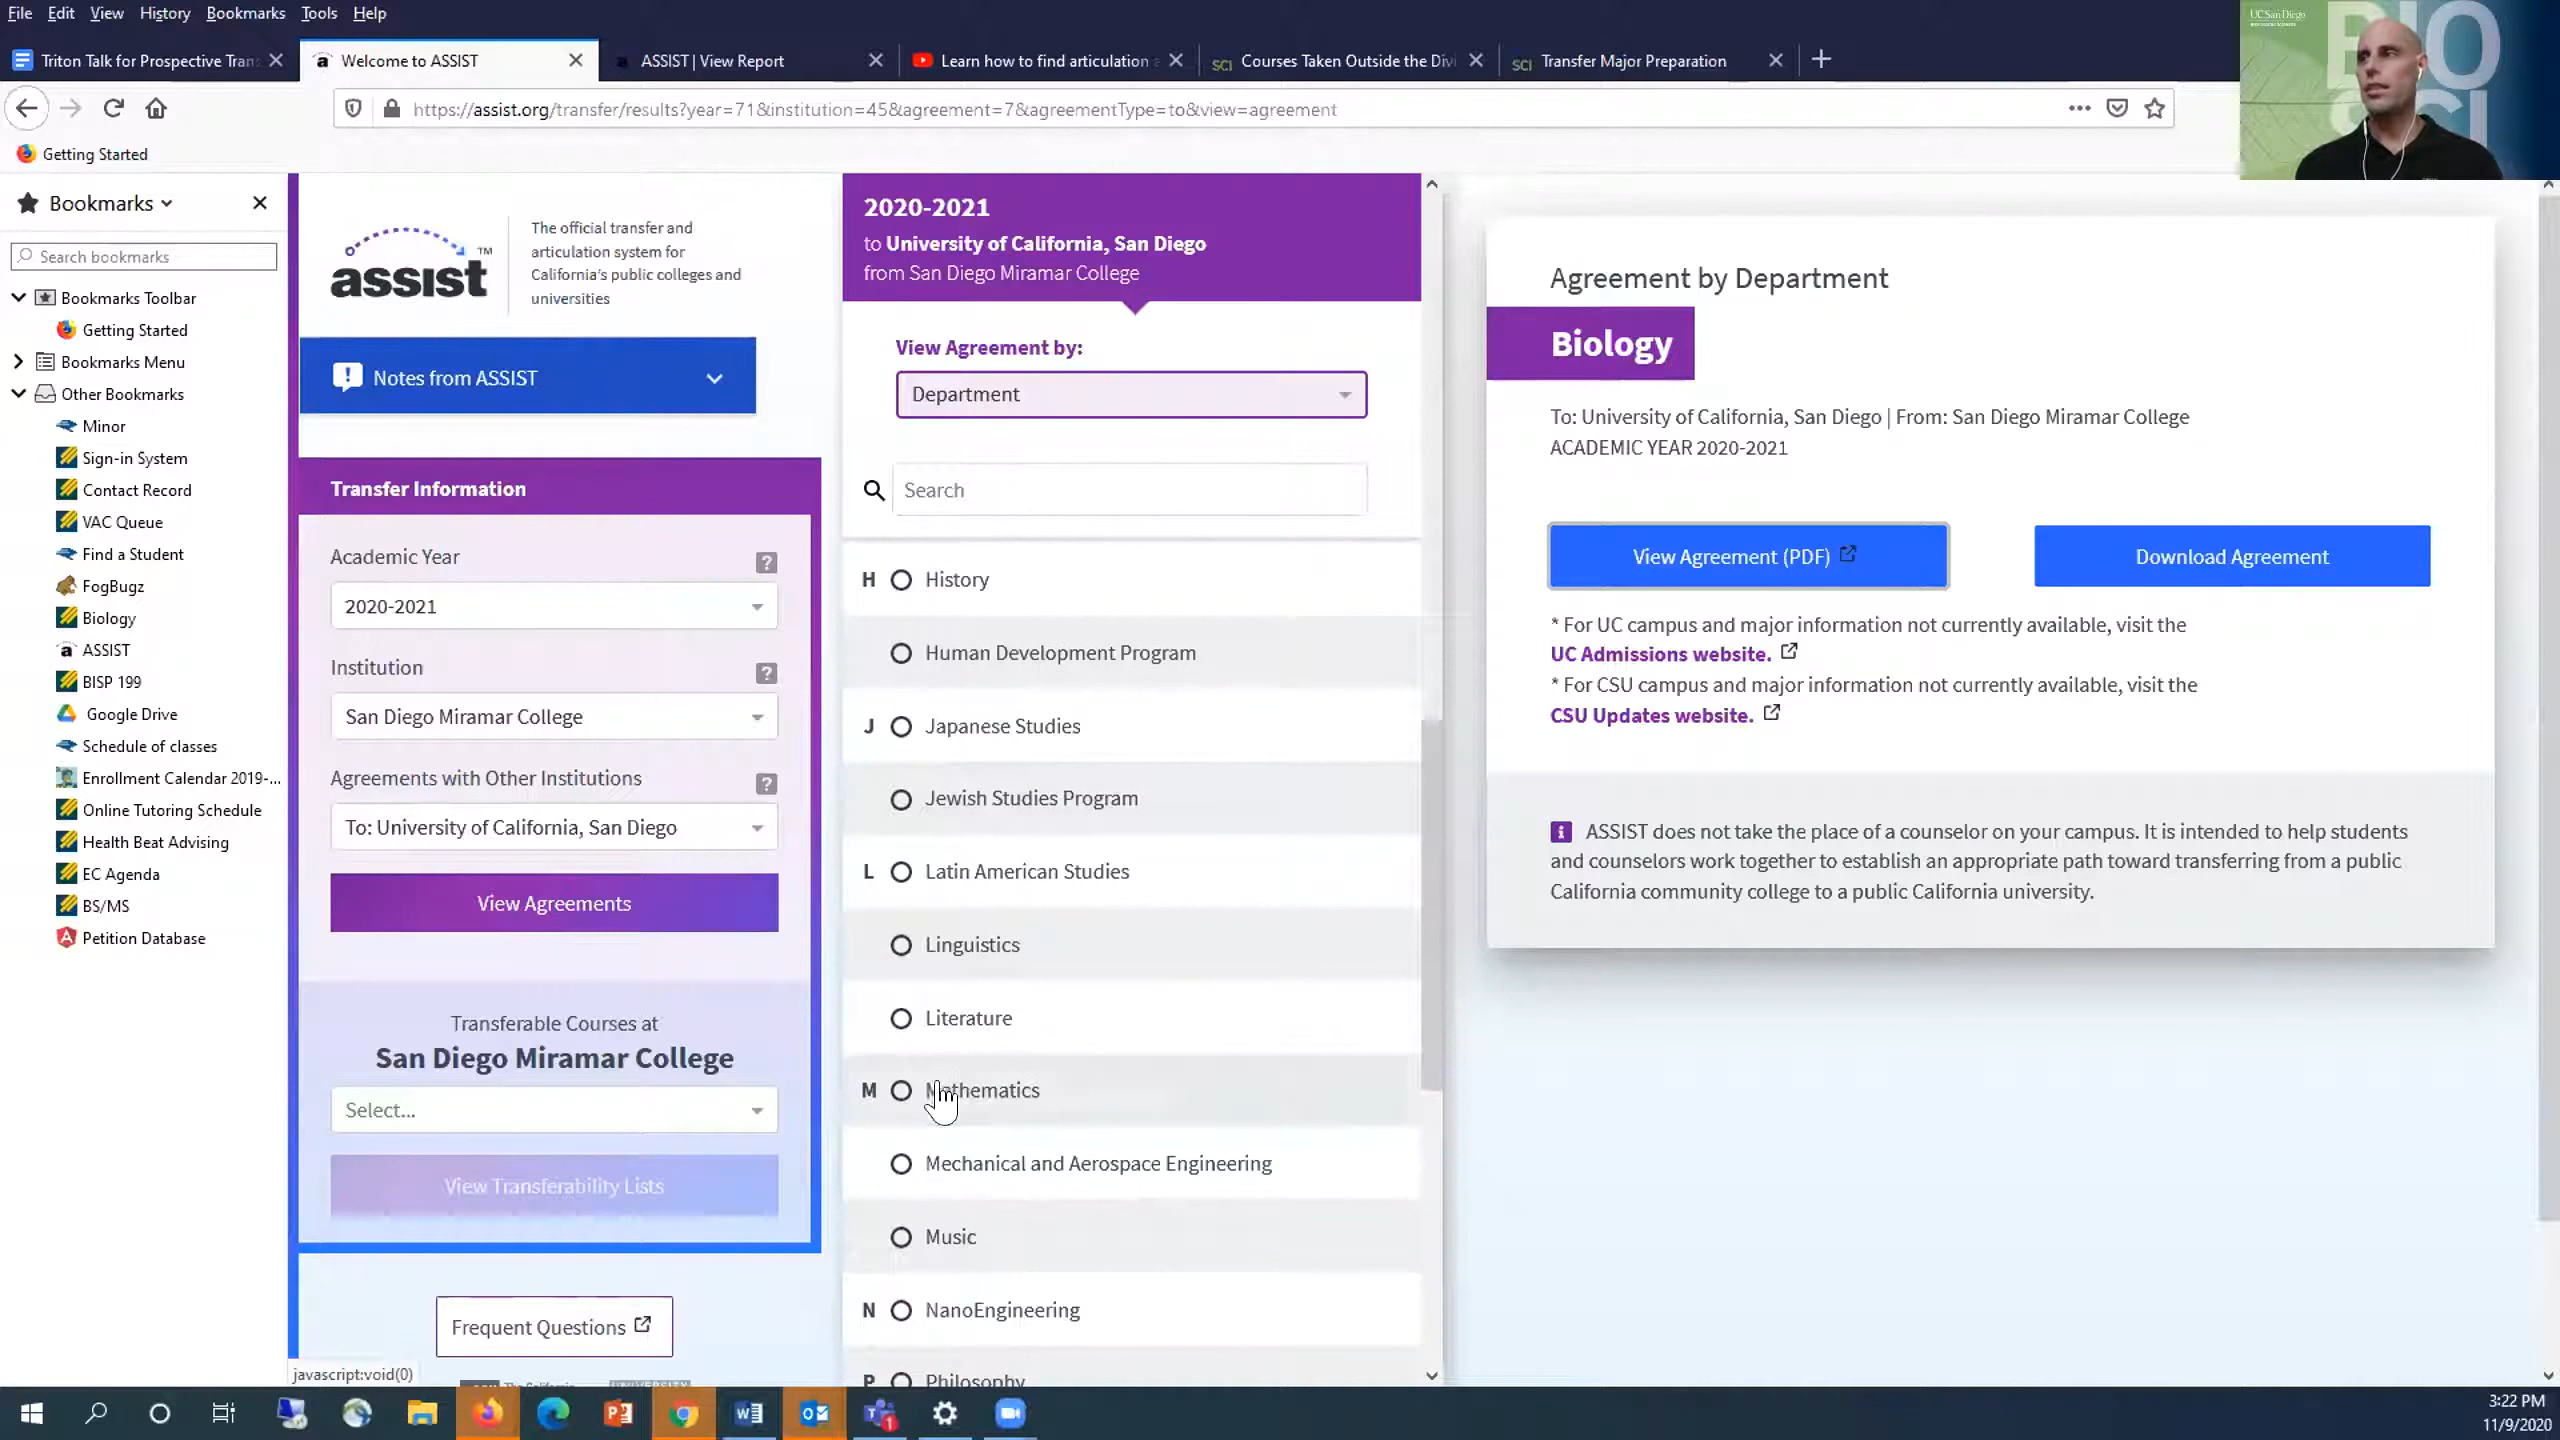 File Edit View History Bookmarks Tools Help
Triton Talk for Prospective Tran
Welcome to ASSIST
ASSIST | View Report
Learn how to find articulation a
Courses Taken Outside the Divi
Transfer Major Preparation
https://assist.org/transfer/results?year=71&institution=45&agreement=7&agreementType=to&view=agreement
Getting Started
UC San Diego
Bookmarks
Search bookmarks
Bookmarks Toolbar
Getting Started
Bookmarks Menu
Other Bookmarks
Minor
Sign-in System
Contact Record
VAC Queue
Find a Student
FogBugz
Biology
ASSIST
BISP 199
Google Drive
Schedule of classes
Enrollment Calendar 2019-...
Online Tutoring Schedule
Health Beat Advising
EC Agenda
BS/MS
Petition Database
assist™
The official transfer and
articulation system for
California's public colleges and
universities
Notes from ASSIST
Transfer Information
Academic Year
2020-2021
Institution
San Diego Miramar College
Agreements with Other Institutions
To: University of California, San Diego
View Agreements
Transferable Courses at
San Diego Miramar College
Select...
View Transferability Lists
Frequent Questions
javascript:void(0)
2020-2021
to University of California, San Diego
from San Diego Miramar College
View Agreement by:
Department
Search
H History
Human Development Program
J Japanese Studies
Jewish Studies Program
L Latin American Studies
Linguistics
Literature
M Mathematics
Mechanical and Aerospace Engineering
Music
N NanoEngineering
P Philosophy
Agreement by Department
Biology
To: University of California, San Diego | From: San Diego Miramar College
ACADEMIC YEAR 2020-2021
View Agreement (PDF)
Download Agreement
* For UC campus and major information not currently available, visit the
UC Admissions website.
* For CSU campus and major information not currently available, visit the
CSU Updates website.
ASSIST does not take the place of a counselor on your campus. It is intended to help students
and counselors work together to establish an appropriate path toward transferring from a public
California community college to a public California university.
3:22 PM
11/9/2020